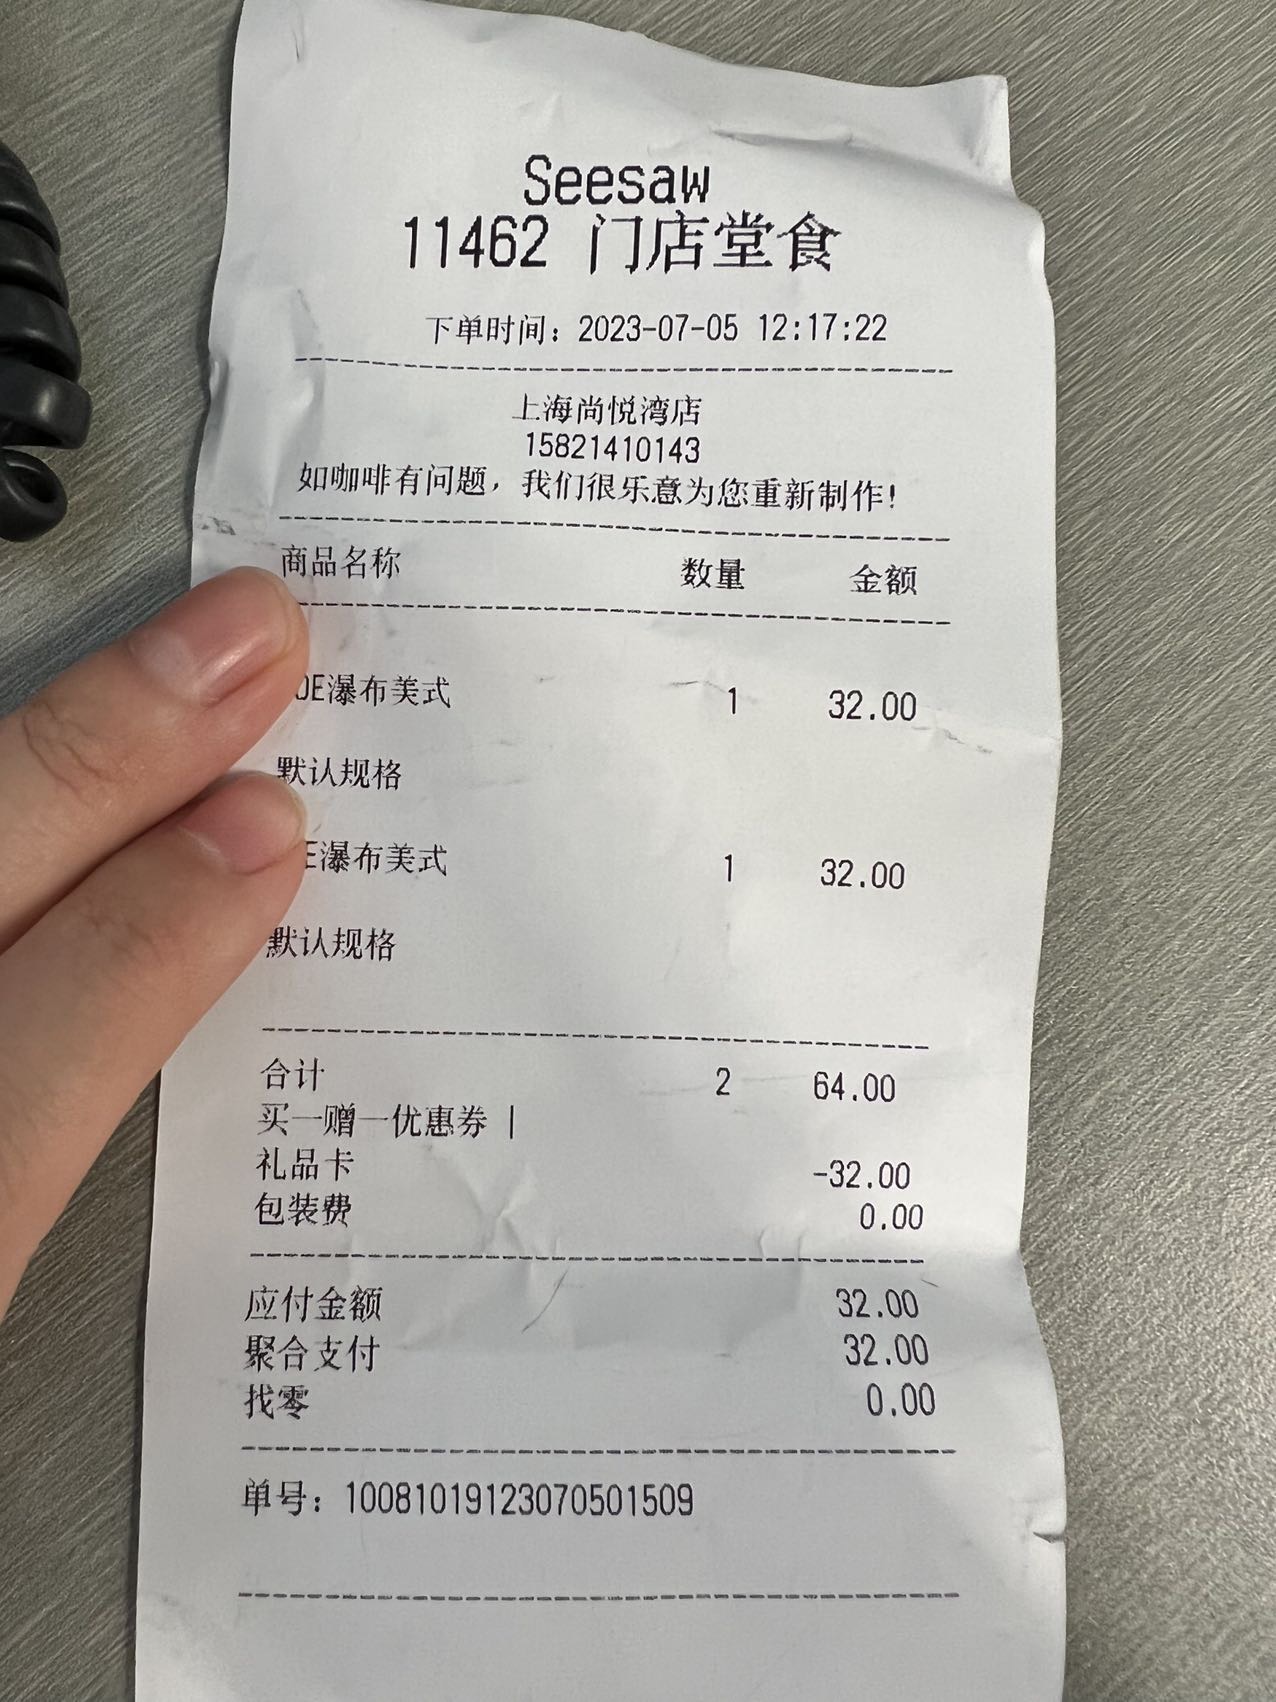 Seesaw
11462 门店堂食
下单时间：2023-07-05 12:17:22
上海尚悦湾店
15821410143
如咖啡有问题，我们很乐意为您重新制作！
商品名称 数量 金额
OE瀑布美式 1 32.00
默认规格
E瀑布美式 1 32.00
默认规格
合计 2 64.00
买一赠一优惠券 |
礼品卡 -32.00
包装费 0.00
应付金额 32.00
聚合支付 32.00
找零 0.00
单号：10081019123070501509